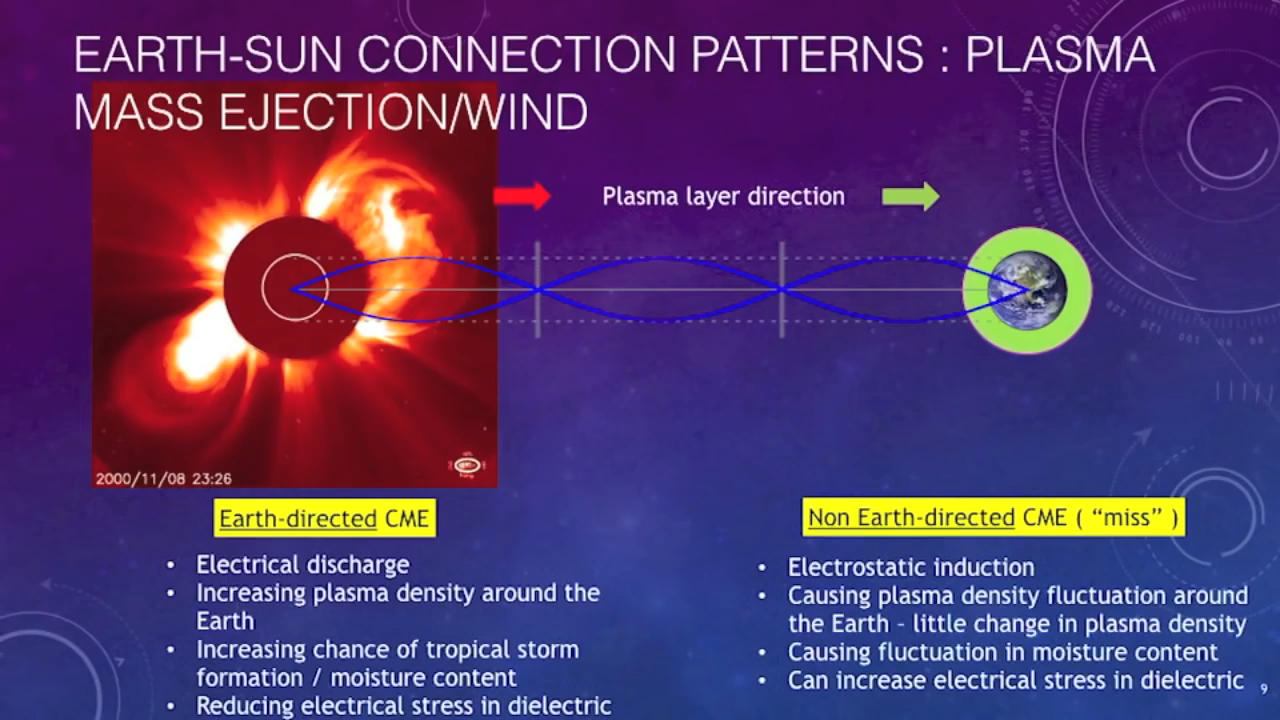 EARTH-SUN CONNECTION PATTERNS : PLASMA
MASS EJECTION/WIND
Plasma layer direction
2000/11/08 23:26
Earth-directed CME
• Electrical discharge
• Increasing plasma density around the
Earth
• Increasing chance of tropical storm
formation / moisture content
• Reducing electrical stress in dielectric
Non Earth-directed CME ( “miss” )
• Electrostatic induction
• Causing plasma density fluctuation around
the Earth – little change in plasma density
• Causing fluctuation in moisture content
• Can increase electrical stress in dielectric
9